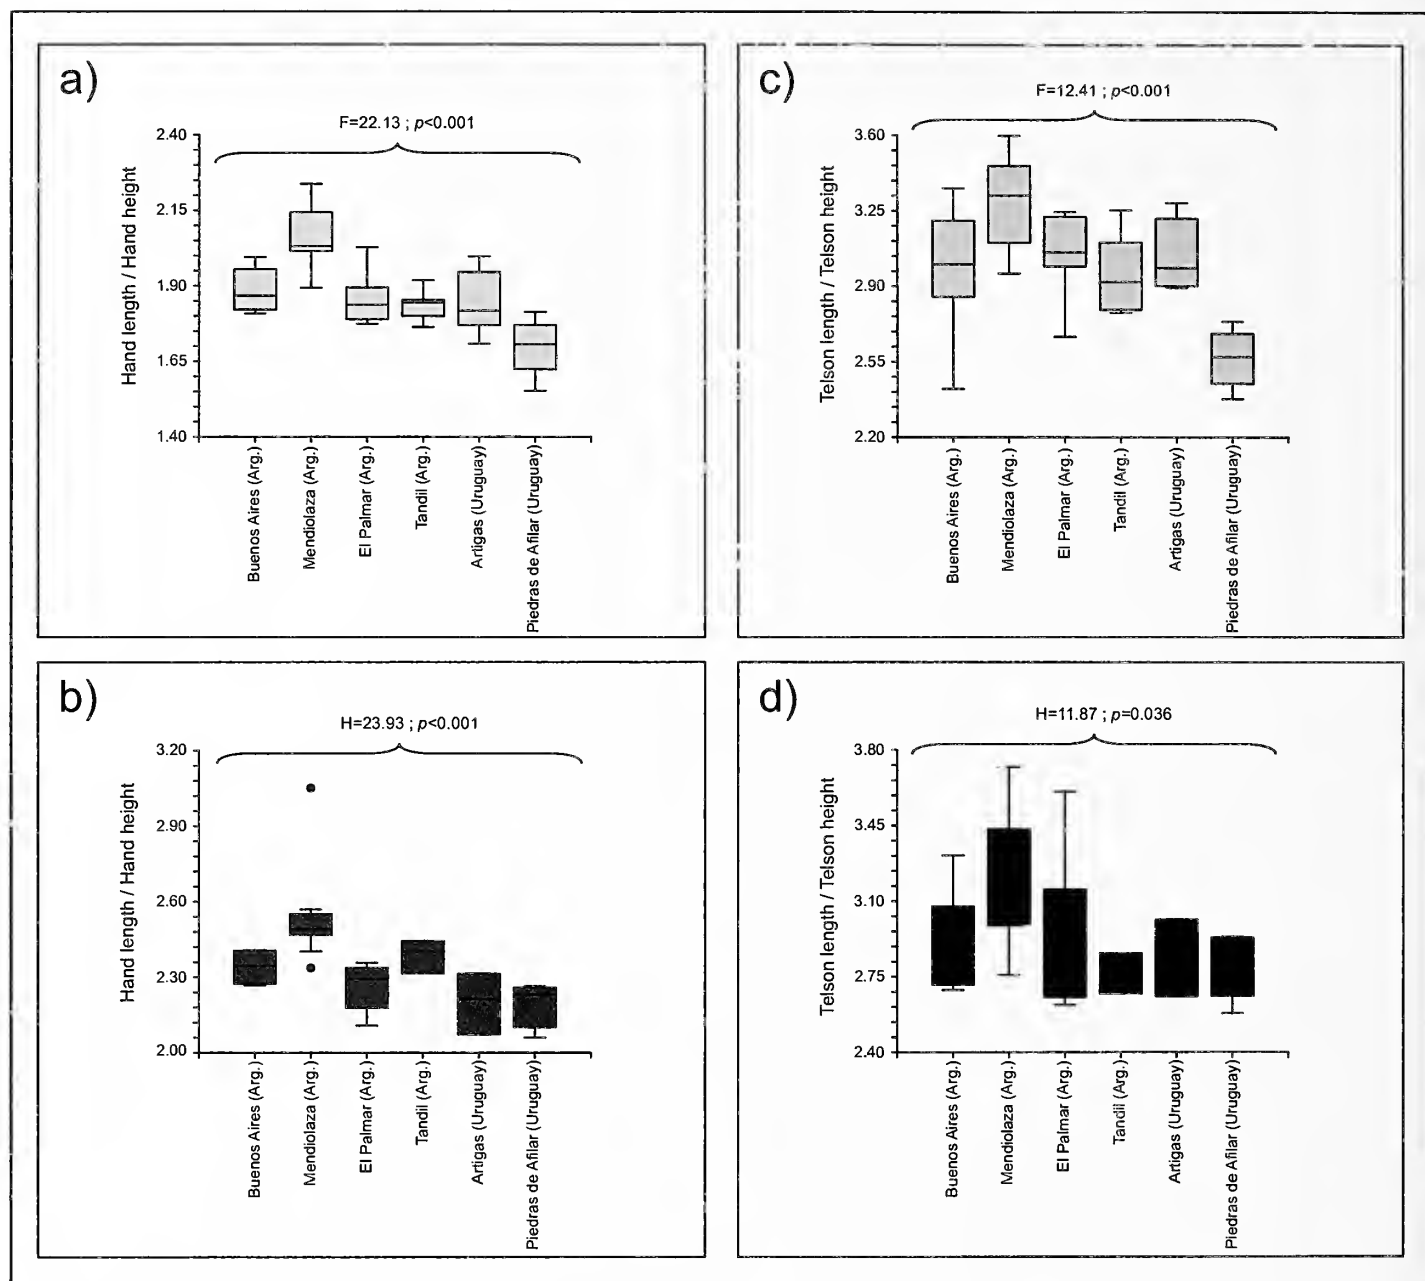 a)
F=22.13 ; p<0.001
Hand length / Hand height
2.40
2.15
1.90
1.65
1.40
Buenos Aires (Arg.)
Mendiolaza (Arg.)
El Palmar (Arg.)
Tandil (Arg.)
Artigas (Uruguay)
Piedras de Afilar (Uruguay)
c)
F=12.41 ; p<0.001
Telson length / Telson height
3.60
3.25
2.90
2.55
2.20
Buenos Aires (Arg.)
Mendiolaza (Arg.)
El Palmar (Arg.)
Tandil (Arg.)
Artigas (Uruguay)
Piedras de Afilar (Uruguay)
b)
H=23.93 ; p<0.001
Hand length / Hand height
3.20
2.90
2.60
2.30
2.00
Buenos Aires (Arg.)
Mendiolaza (Arg.)
El Palmar (Arg.)
Tandil (Arg.)
Artigas (Uruguay)
Piedras de Afilar (Uruguay)
d)
H=11.87 ; p=0.036
Telson length / Telson height
3.80
3.45
3.10
2.75
2.40
Buenos Aires (Arg.)
Mendiolaza (Arg.)
El Palmar (Arg.)
Tandil (Arg.)
Artigas (Uruguay)
Piedras de Afilar (Uruguay)